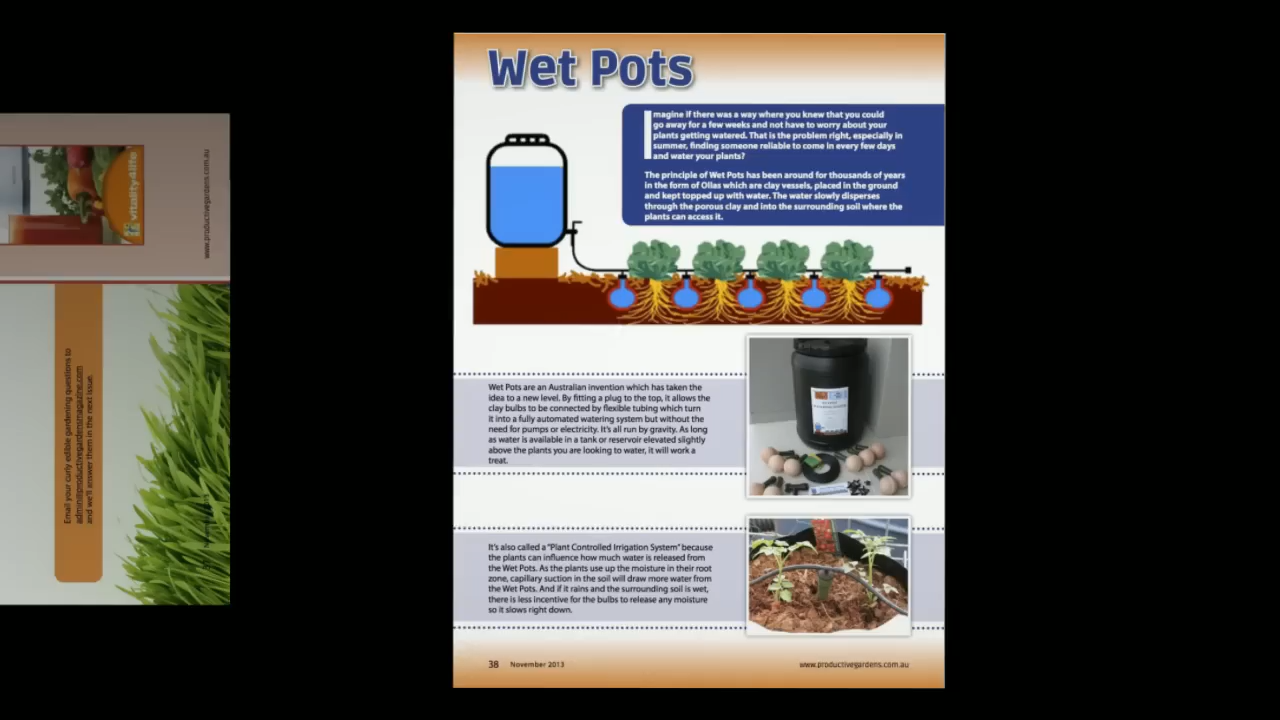 Wet Pots
Imagine if there was a way where you knew that you could
go away for a few weeks and not have to worry about your
plants getting watered. That is the problem right, especially in
summer, finding someone reliable to come in every few days
and water your plants?
The principle of Wet Pots has been around for thousands of years
in the form of Ollas which are clay vessels, placed in the ground
and kept topped up with water. The water slowly disperses
through the porous clay and into the surrounding soil where the
plants can access it.
Wet Pots are an Australian invention which has taken the
idea to a new level. By fitting a plug to the top, it allows the
clay bulbs to be connected by flexible tubing which turn
it into a fully automated watering system but without the
need for pumps or electricity. It's all run by gravity. As long
as water is available in a tank or reservoir elevated slightly
above the plants you are looking to water, it will work a
treat.
It's also called a "Plant Controlled Irrigation System" because
the plants can influence how much water is released from
the Wet Pots. As the plants use up the moisture in their root
zone, capillary suction in the soil will draw more water from
the Wet Pots. And if it rains and the surrounding soil is wet,
there is less incentive for the bulbs to release any moisture
so it slows right down.
38 November 2013
www.productivegardens.com.au
vitality4life
www.productivegardens.com.au
Email your curly edible gardening questions to
admin@productivegardensmagazine.com
and we'll answer them in the next issue.